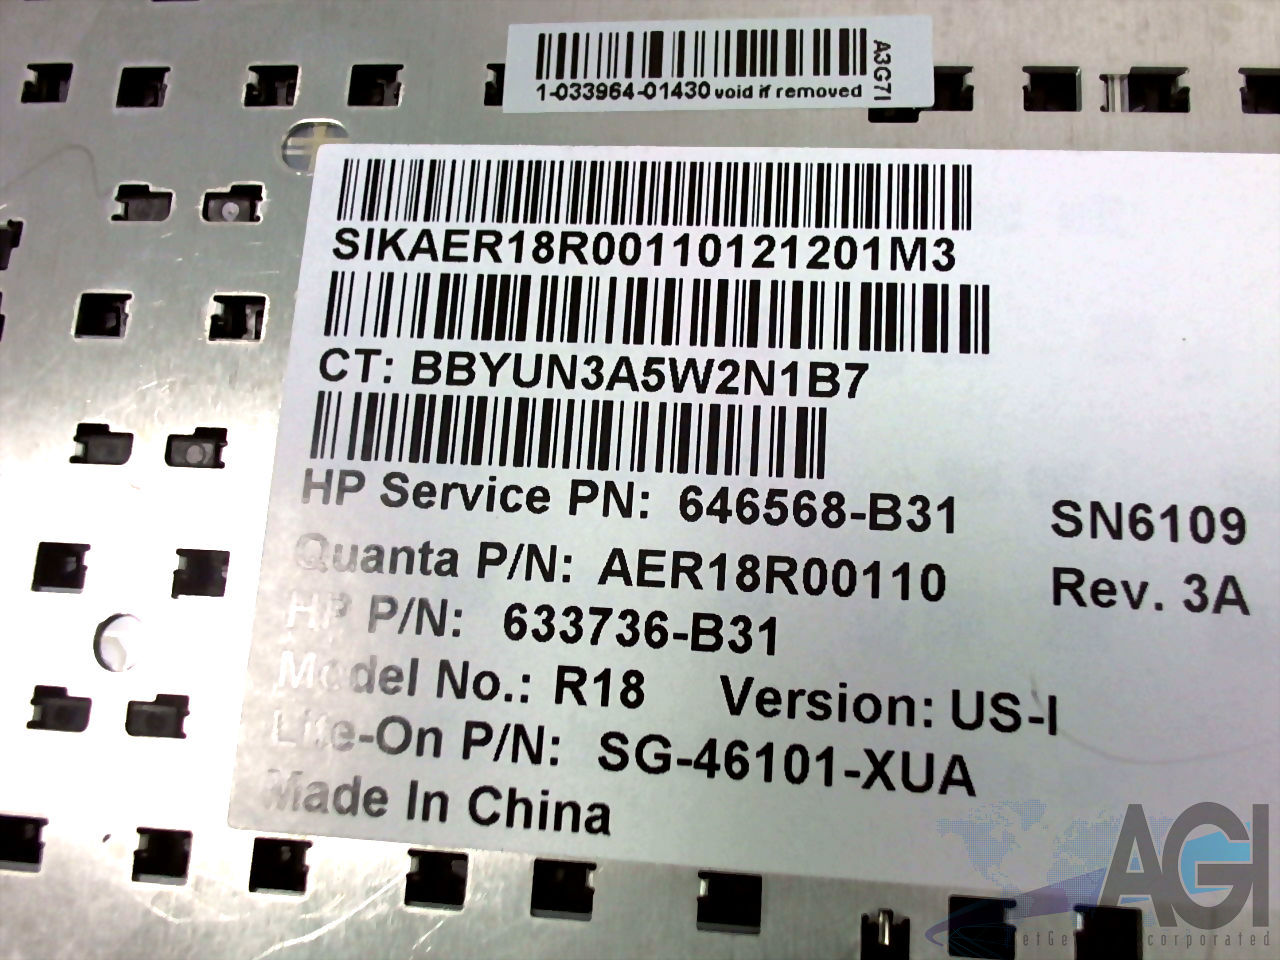 1-033964-01430 void if removed
A3G7I
SIKAER18R00110121201M3
CT: BBYUN3A5W2N1B7
HP Service PN: 646568-B31 SN6109
Quanta P/N: AER18R00110 Rev. 3A
HP P/N: 633736-B31
Model No.: R18 Version: US-I
Lite-On P/N: SG-46101-XUA
Made In China
AGI